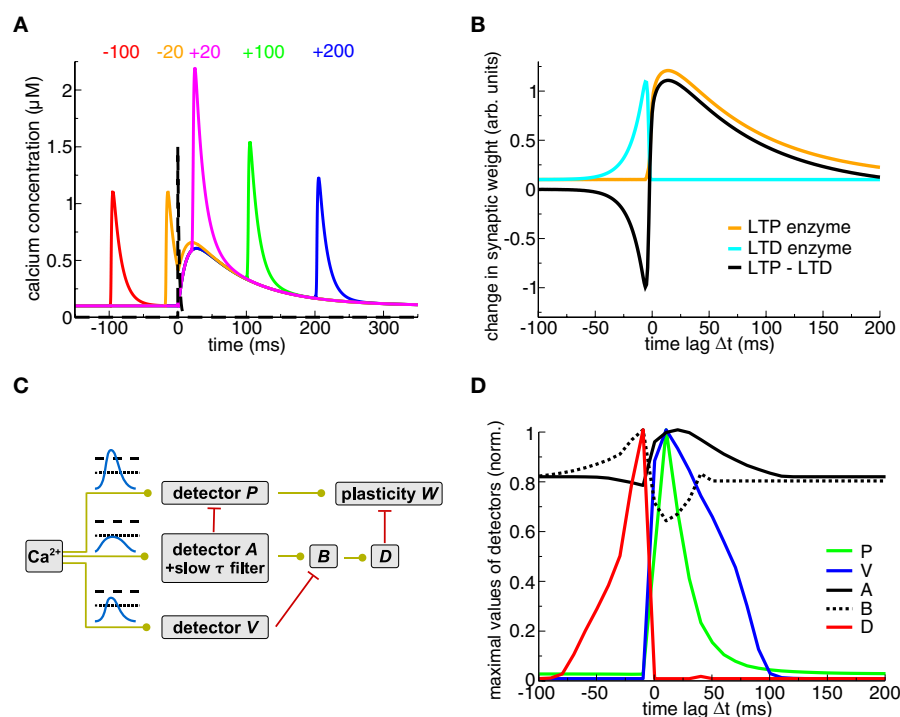 A
-100 -20 +20 +100 +200
calcium concentration (μM)
2
1.5
1
0.5
0
-100 0 100 200 300
time (ms)
B
change in synaptic weight (arb. units)
1
0.5
0
-0.5
-1
LTP enzyme
LTD enzyme
LTP - LTD
-100 -50 0 50 100 150 200
time lag Δt (ms)
C
Ca2+
detector P
plasticity W
detector A
+slow τ filter
B
D
detector V
D
maximal values of detectors (norm.)
1
0.8
0.6
0.4
0.2
0
P
V
A
B
D
-100 -50 0 50 100 150 200
time lag Δt (ms)